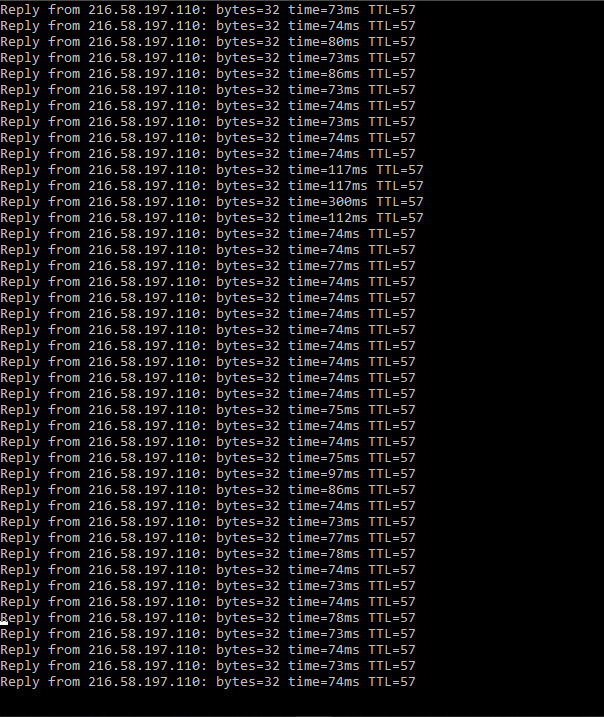 Reply from 216.58.197.110: bytes=32 time=73ms TTL=57
Reply from 216.58.197.110: bytes=32 time=74ms TTL=57
Reply from 216.58.197.110: bytes=32 time=80ms TTL=57
Reply from 216.58.197.110: bytes=32 time=73ms TTL=57
Reply from 216.58.197.110: bytes=32 time=86ms TTL=57
Reply from 216.58.197.110: bytes=32 time=73ms TTL=57
Reply from 216.58.197.110: bytes=32 time=74ms TTL=57
Reply from 216.58.197.110: bytes=32 time=73ms TTL=57
Reply from 216.58.197.110: bytes=32 time=74ms TTL=57
Reply from 216.58.197.110: bytes=32 time=74ms TTL=57
Reply from 216.58.197.110: bytes=32 time=117ms TTL=57
Reply from 216.58.197.110: bytes=32 time=117ms TTL=57
Reply from 216.58.197.110: bytes=32 time=300ms TTL=57
Reply from 216.58.197.110: bytes=32 time=112ms TTL=57
Reply from 216.58.197.110: bytes=32 time=74ms TTL=57
Reply from 216.58.197.110: bytes=32 time=74ms TTL=57
Reply from 216.58.197.110: bytes=32 time=77ms TTL=57
Reply from 216.58.197.110: bytes=32 time=74ms TTL=57
Reply from 216.58.197.110: bytes=32 time=74ms TTL=57
Reply from 216.58.197.110: bytes=32 time=74ms TTL=57
Reply from 216.58.197.110: bytes=32 time=74ms TTL=57
Reply from 216.58.197.110: bytes=32 time=74ms TTL=57
Reply from 216.58.197.110: bytes=32 time=74ms TTL=57
Reply from 216.58.197.110: bytes=32 time=74ms TTL=57
Reply from 216.58.197.110: bytes=32 time=74ms TTL=57
Reply from 216.58.197.110: bytes=32 time=75ms TTL=57
Reply from 216.58.197.110: bytes=32 time=74ms TTL=57
Reply from 216.58.197.110: bytes=32 time=74ms TTL=57
Reply from 216.58.197.110: bytes=32 time=75ms TTL=57
Reply from 216.58.197.110: bytes=32 time=97ms TTL=57
Reply from 216.58.197.110: bytes=32 time=86ms TTL=57
Reply from 216.58.197.110: bytes=32 time=74ms TTL=57
Reply from 216.58.197.110: bytes=32 time=73ms TTL=57
Reply from 216.58.197.110: bytes=32 time=77ms TTL=57
Reply from 216.58.197.110: bytes=32 time=78ms TTL=57
Reply from 216.58.197.110: bytes=32 time=74ms TTL=57
Reply from 216.58.197.110: bytes=32 time=73ms TTL=57
Reply from 216.58.197.110: bytes=32 time=74ms TTL=57
Reply from 216.58.197.110: bytes=32 time=78ms TTL=57
Reply from 216.58.197.110: bytes=32 time=73ms TTL=57
Reply from 216.58.197.110: bytes=32 time=74ms TTL=57
Reply from 216.58.197.110: bytes=32 time=73ms TTL=57
Reply from 216.58.197.110: bytes=32 time=74ms TTL=57